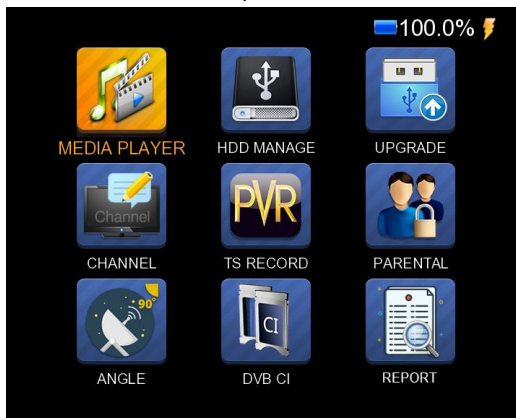 100.0%
MEDIA PLAYER
HDD MANAGE
UPGRADE
Channel
PVR
CHANNEL
TS RECORD
PARENTAL
90°
CI
ANGLE
DVB CI
REPORT